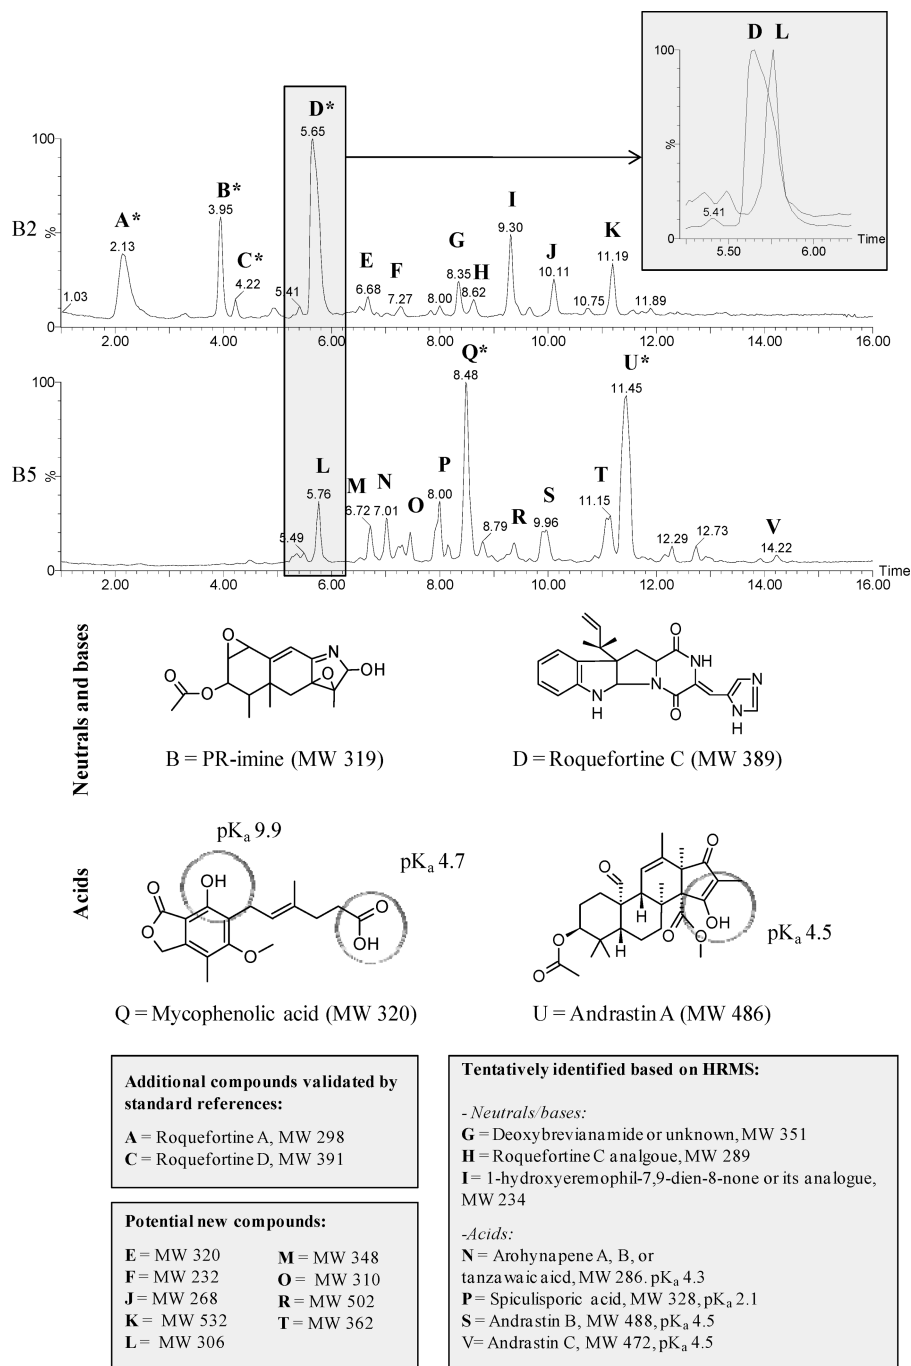 D L
100
%
0
5.41
5.50 6.00 Time
B2
100
%
0
1.03
A*
2.13
B*
3.95
C*
4.22
5.41
D*
5.65
E
6.68
F
7.27
8.00
G
8.35
H
8.62
I
9.30
J
10.11
10.75
K
11.19
11.89
2.00 4.00 6.00 8.00 10.00 12.00 14.00 16.00
B5
100
%
0
5.49
L
5.76
M
6.72
N
7.01
O
P
8.00
Q*
8.48
8.79
R
S
9.96
T
11.15
U*
11.45
12.29
12.73
V
14.22
2.00 4.00 6.00 8.00 10.00 12.00 14.00 16.00
Time
Neutrals and bases
O
N
OH
O
O
O
B = PR-imine (MW 319)
O
NH
N
N
H
O
N
N
H
D = Roquefortine C (MW 389)
Acids
pKa 9.9
pKa 4.7
O
OH
O
O
O
OH
Q = Mycophenolic acid (MW 320)
O
O
H
OH
O
O
H
O
O
pKa 4.5
U = Andrastin A (MW 486)
Additional compounds validated by
standard references:
A = Roquefortine A, MW 298
C = Roquefortine D, MW 391
Potential new compounds:
E = MW 320
F = MW 232
J = MW 268
K = MW 532
L = MW 306
M = MW 348
O = MW 310
R = MW 502
T = MW 362
Tentatively identified based on HRMS:
- Neutrals/bases:
G = Deoxybrevianamide or unknown, MW 351
H = Roquefortine C analgoue, MW 289
I = 1-hydroxyeremophil-7,9-dien-8-none or its analogue,
MW 234
-Acids:
N = Arohynapene A, B, or
tanzawaic aicd, MW 286. pKa 4.3
P = Spiculisporic acid, MW 328, pKa 2.1
S = Andrastin B, MW 488, pKa 4.5
V= Andrastin C, MW 472, pKa 4.5